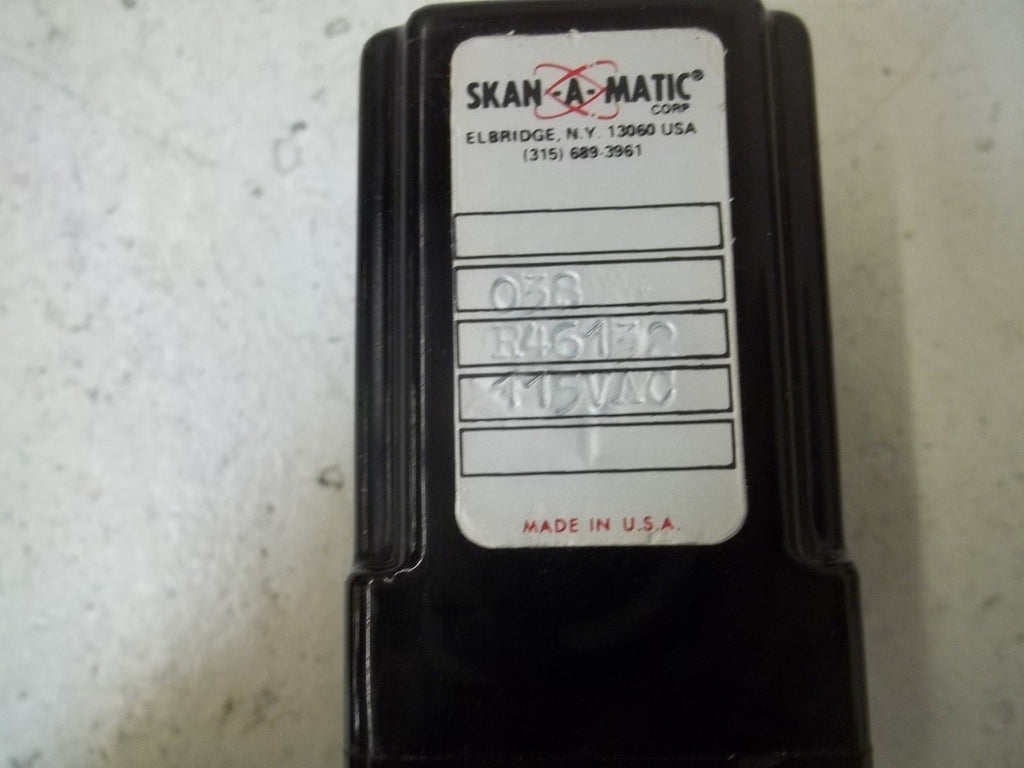 SKAN-A-MATIC®
CORP
ELBRIDGE, N.Y. 13060 USA
(315) 689-3961
038
R46132
115VAC
MADE IN U.S.A.